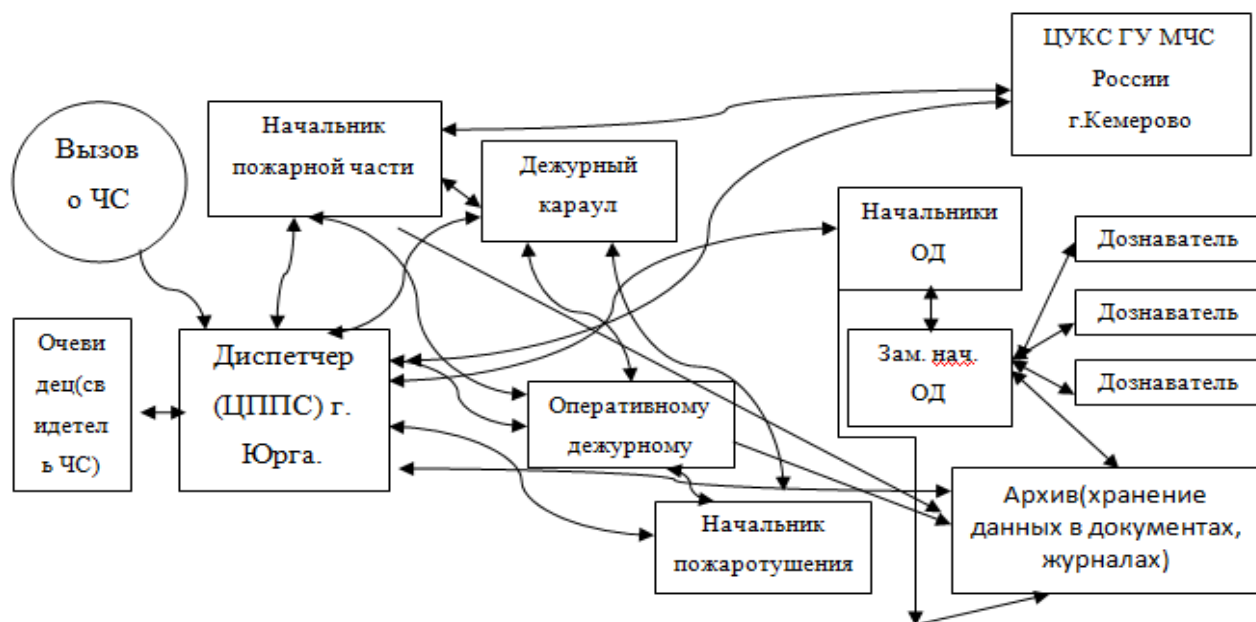 ЦУКС ГУ МЧС
России
г.Кемерово
Вызов
о ЧС
Начальник
пожарной части
Дежурный
караул
Начальники
ОД
Дознаватель
Дознаватель
Дознаватель
Очеви
дец(св
идетел
ь ЧС)
Диспетчер
(ЦППС) г.
Юрга.
Зам. нач.
ОД
Оперативному
дежурному
Начальник
пожаротушения
Архив(хранение
данных в документах,
журналах)